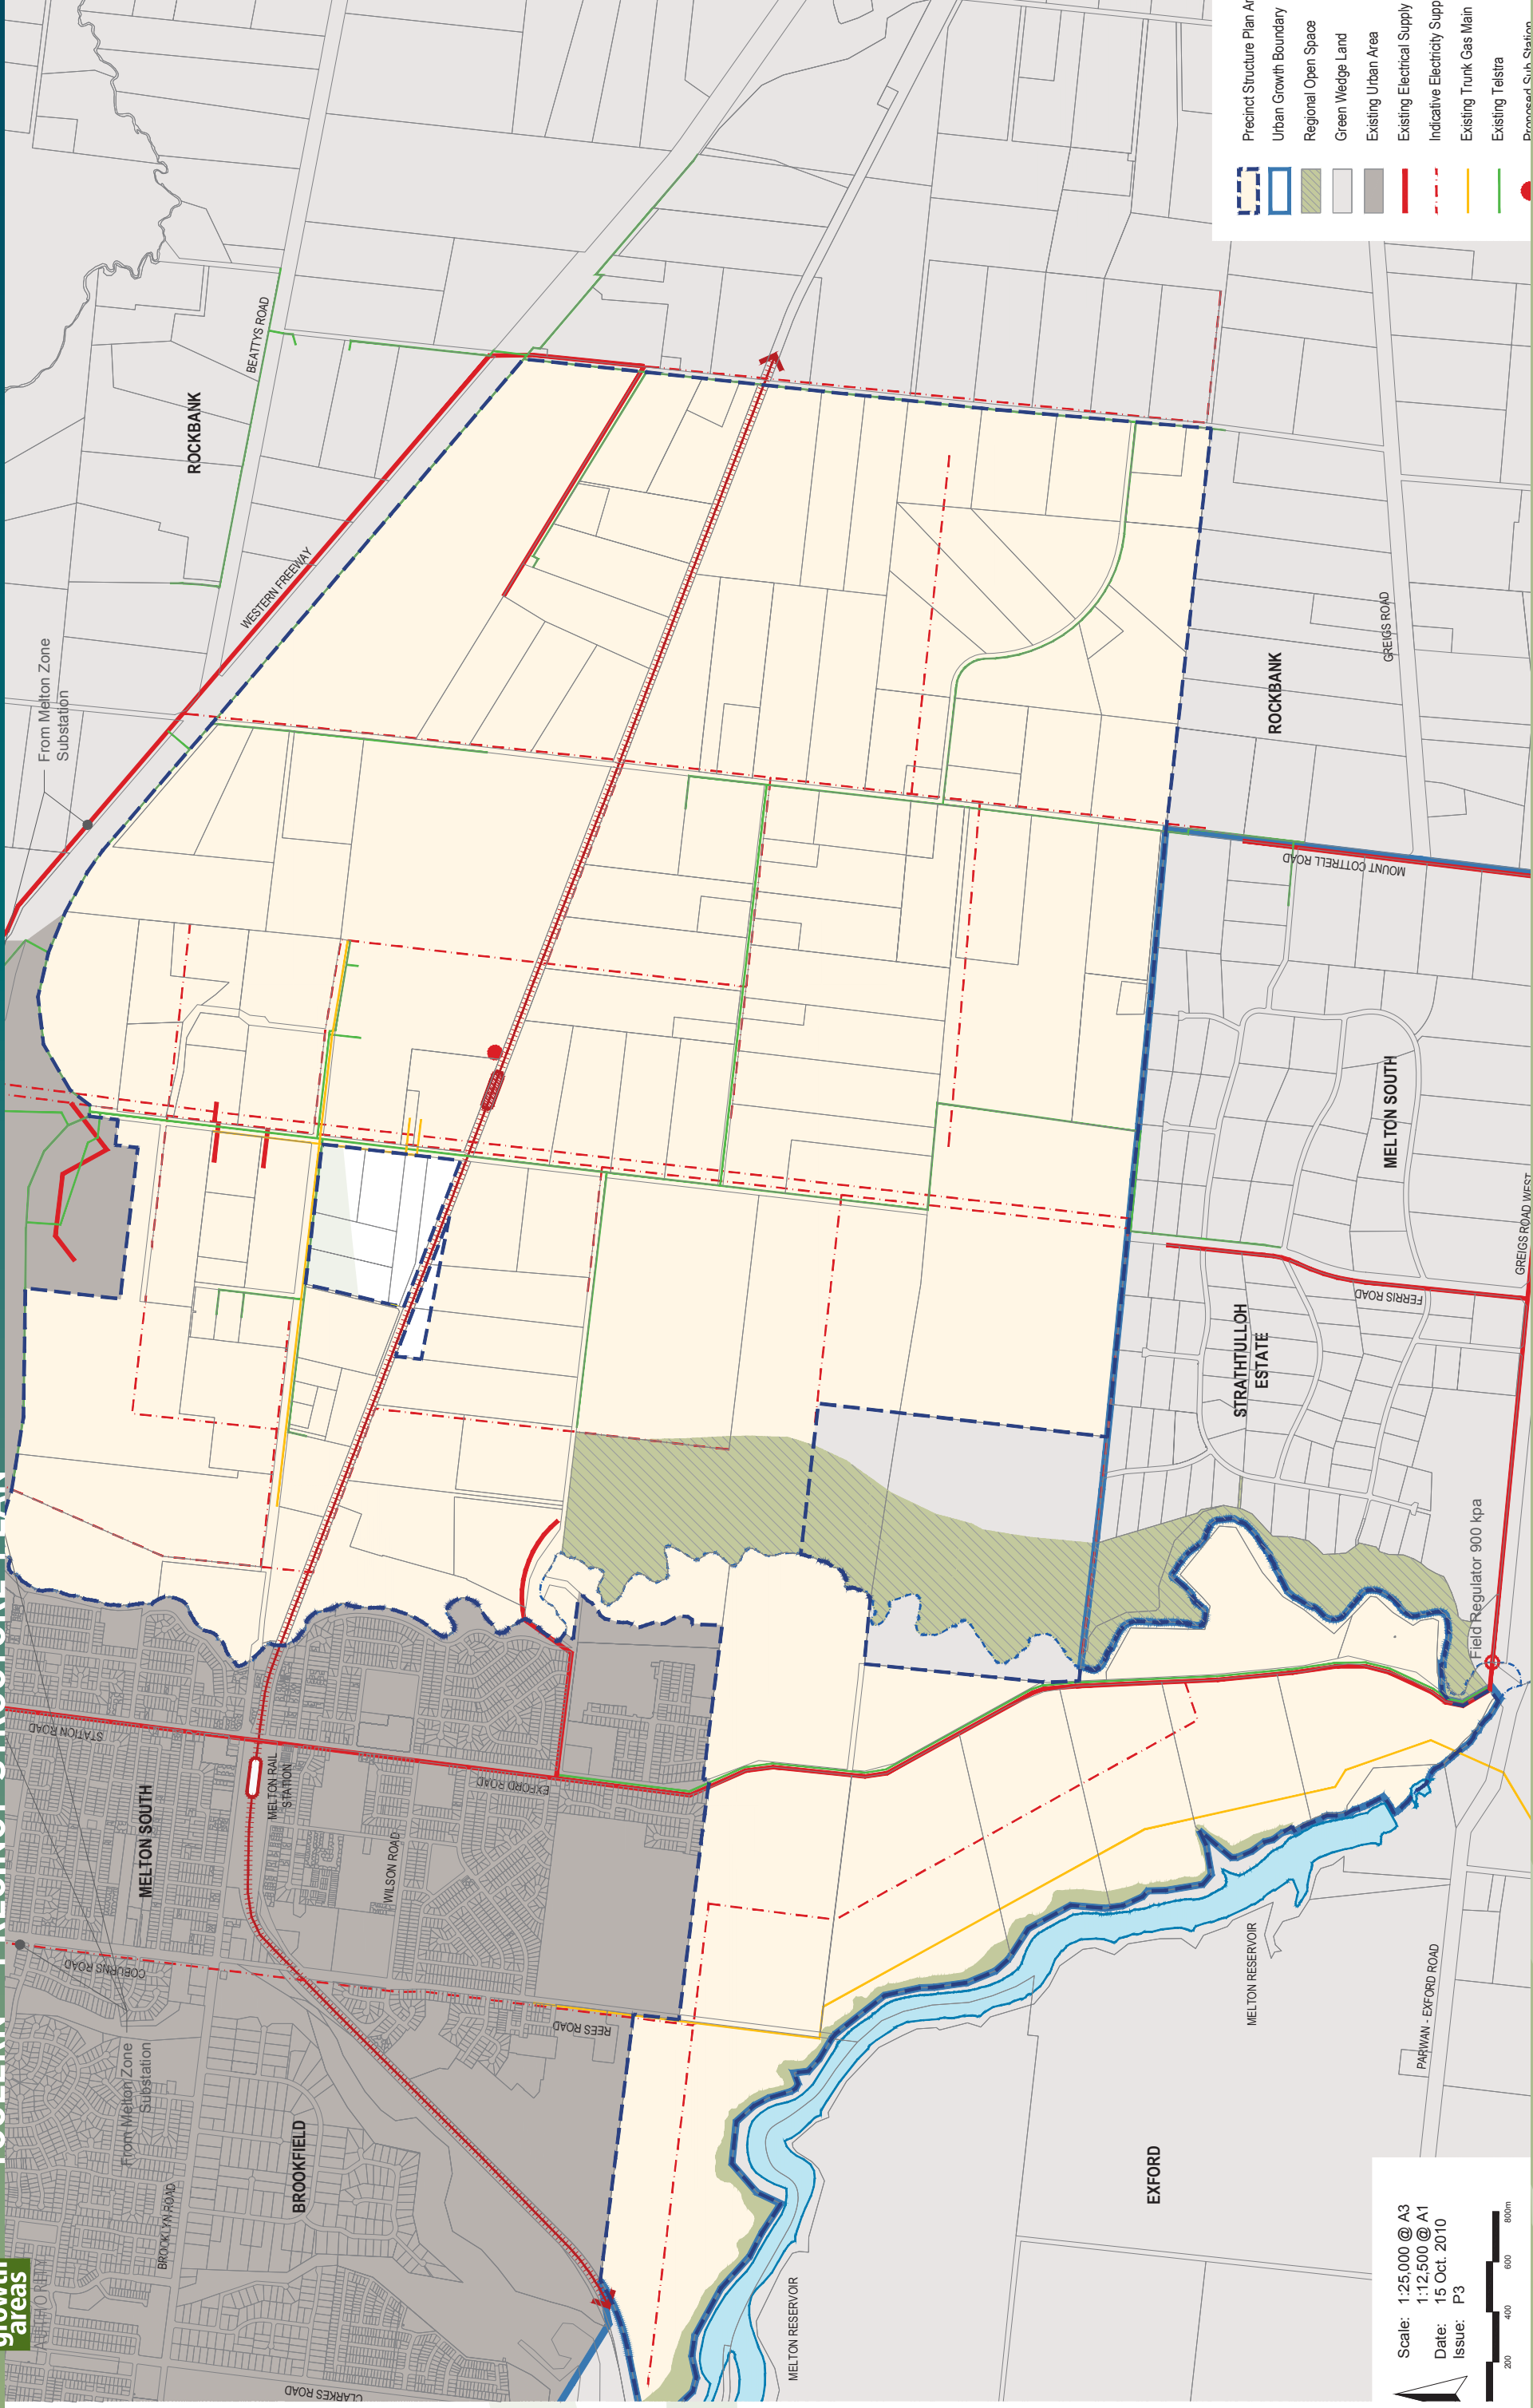 growth
areas
Precinct Structure Plan Ar
Urban Growth Boundary
Regional Open Space
Green Wedge Land
Existing Urban Area
Existing Electrical Supply
Indicative Electricity Supp
Existing Trunk Gas Main
Existing Telstra
Proposed Sub Station
From Melton Zone
Substation
ROCKBANK
BEATTYS ROAD
WESTERN FREEWAY
ROCKBANK
GREIGS ROAD
MOUNT COTTRELL ROAD
MELTON SOUTH
STRATHTULLOH
ESTATE
FERRIS ROAD
GREIGS ROAD WEST
Field Regulator 900 kpa
STATION ROAD
MELTON SOUTH
MELTON RAIL
STATION
EXFORD ROAD
WILSON ROAD
COBURNS ROAD
REES ROAD
From Melton Zone
Substation
BROOKFIELD
BROOKLYN ROAD
CLARKES ROAD
MELTON RESERVOIR
MELTON RESERVOIR
PARWAN - EXFORD ROAD
EXFORD
Scale: 1:25,000 @ A3
1:12,500 @ A1
Date: 15 Oct. 2010
Issue: P3
200
400
600
800m